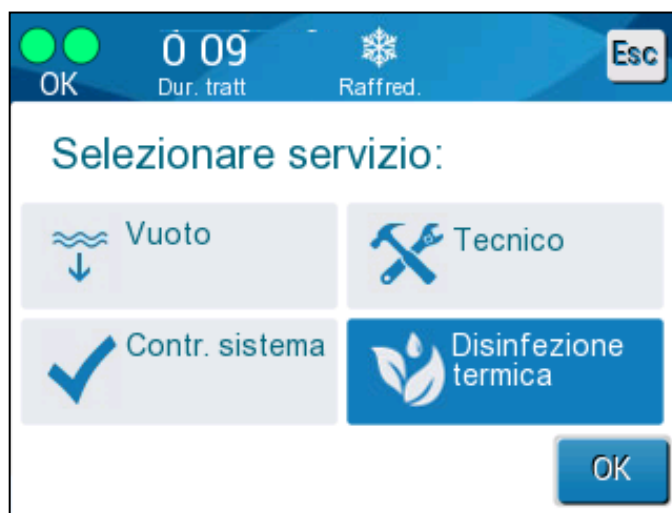 0 09
Esc
OK
Dur. tratt
Raffred.
Selezionare servizio:
Vuoto
Tecnico
Contr. sistema
Disinfezione
termica
OK